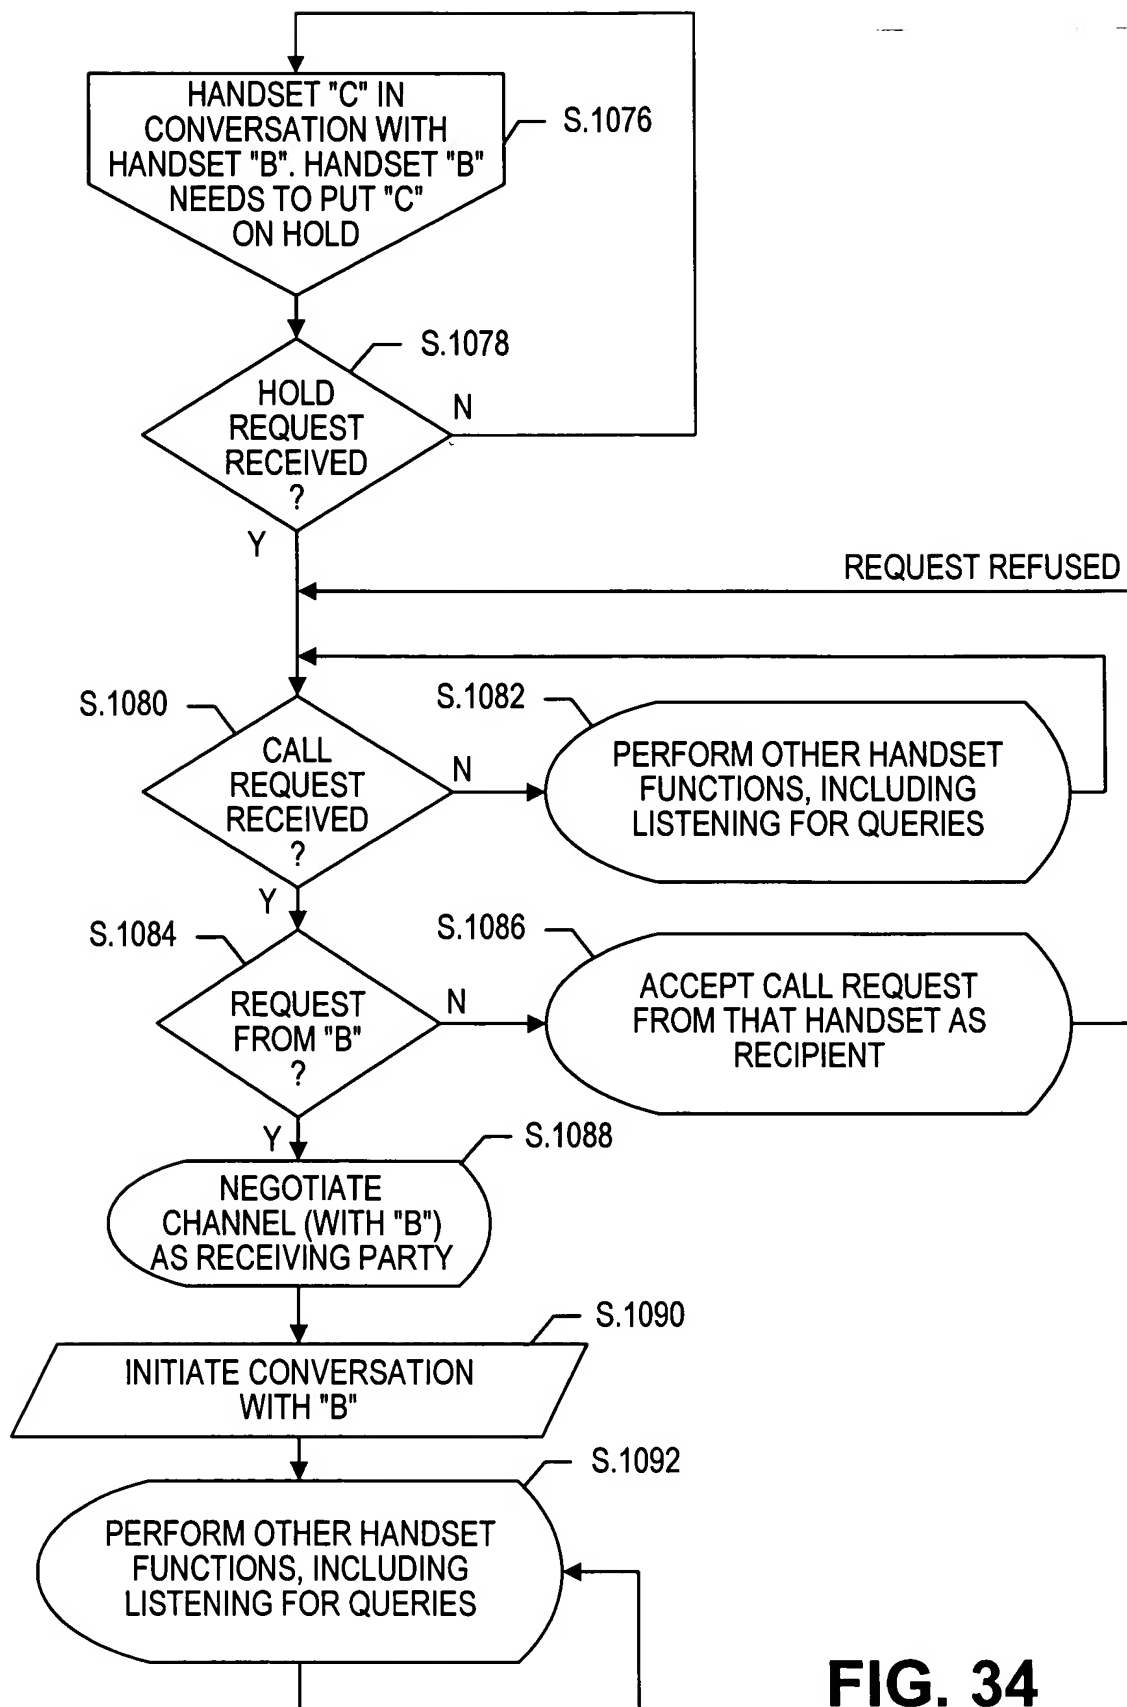 HANDSET "C" IN
CONVERSATION WITH
HANDSET "B". HANDSET "B"
NEEDS TO PUT "C"
ON HOLD
S.1076
S.1078
HOLD
REQUEST
RECEIVED
?
N
Y
REQUEST REFUSED
S.1080
CALL
REQUEST
RECEIVED
?
N
Y
S.1082
PERFORM OTHER HANDSET
FUNCTIONS, INCLUDING
LISTENING FOR QUERIES
S.1084
REQUEST
FROM "B"
?
N
Y
S.1086
ACCEPT CALL REQUEST
FROM THAT HANDSET AS
RECIPIENT
S.1088
NEGOTIATE
CHANNEL (WITH "B")
AS RECEIVING PARTY
S.1090
INITIATE CONVERSATION
WITH "B"
S.1092
PERFORM OTHER HANDSET
FUNCTIONS, INCLUDING
LISTENING FOR QUERIES
FIG. 34